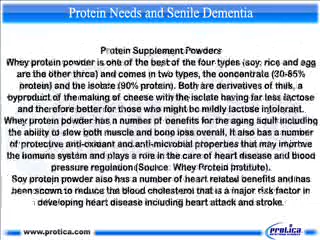 Protein Needs and Senile Dementia
Protein Supplement Powders
Whey protein powder is one of the best of the four types (soy, rice and egg
are the other three) and comes in two types, the concentrate (30-85%
protein) and the isolate (90% protein). Both are derivatives of milk, a
byproduct of the making of cheese with the isolate having far less lactose
and therefore better for those who might be mildly lactose intolerant.
Whey protein powder has a number of benefits for the aging adult including
the ability to slow both muscle and bone loss overall. It also has a number
of protective anti-oxidant and anti-microbial properties that may improve
the immune system and plays a role in the care of heart disease and blood
pressure regulation (Source: Whey Protein Institute).
Soy protein powder also has a number of heart related benefits and has
been shown to reduce the blood cholesterol that is a major risk factor in
developing heart disease including heart attack and stroke.
www.protica.com
protica